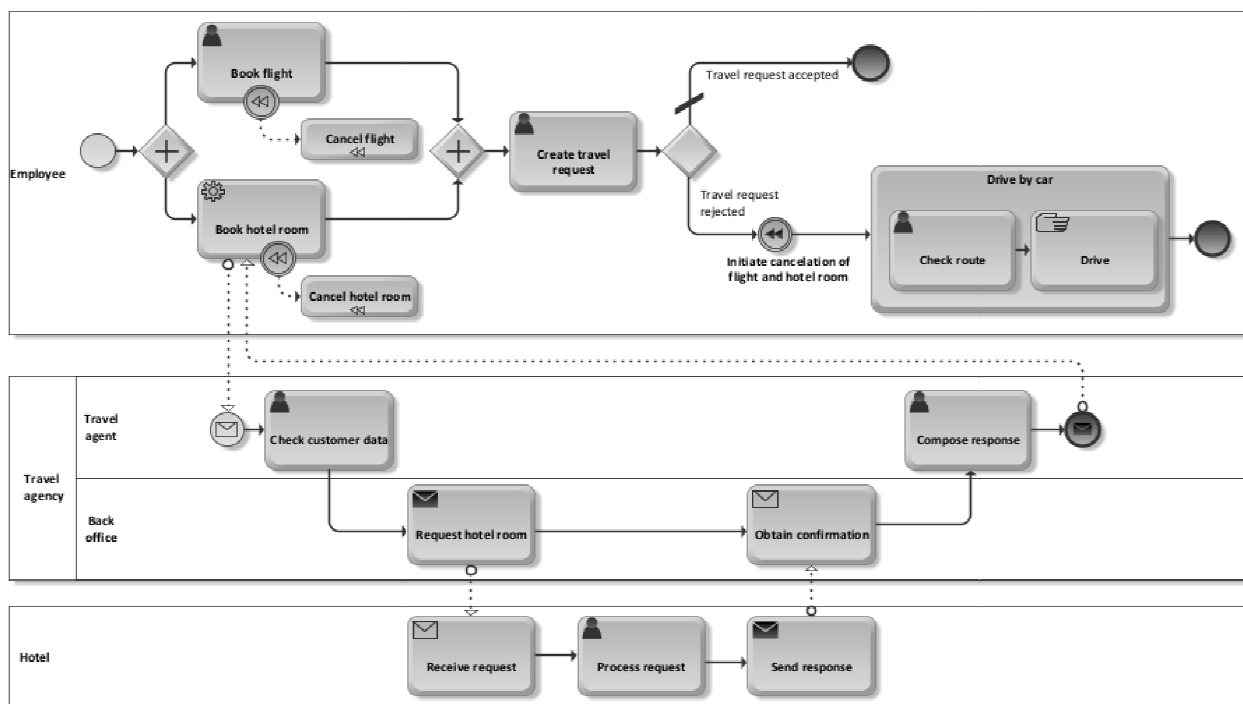 Employee
Book flight
Cancel flight
Book hotel room
Cancel hotel room
Create travel
request
Travel request accepted
Travel request
rejected
Initiate cancelation of
flight and hotel room
Drive by car
Check route
Drive
Travel
agency
Travel
agent
Check customer data
Compose response
Back
office
Request hotel room
Obtain confirmation
Hotel
Receive request
Process request
Send response